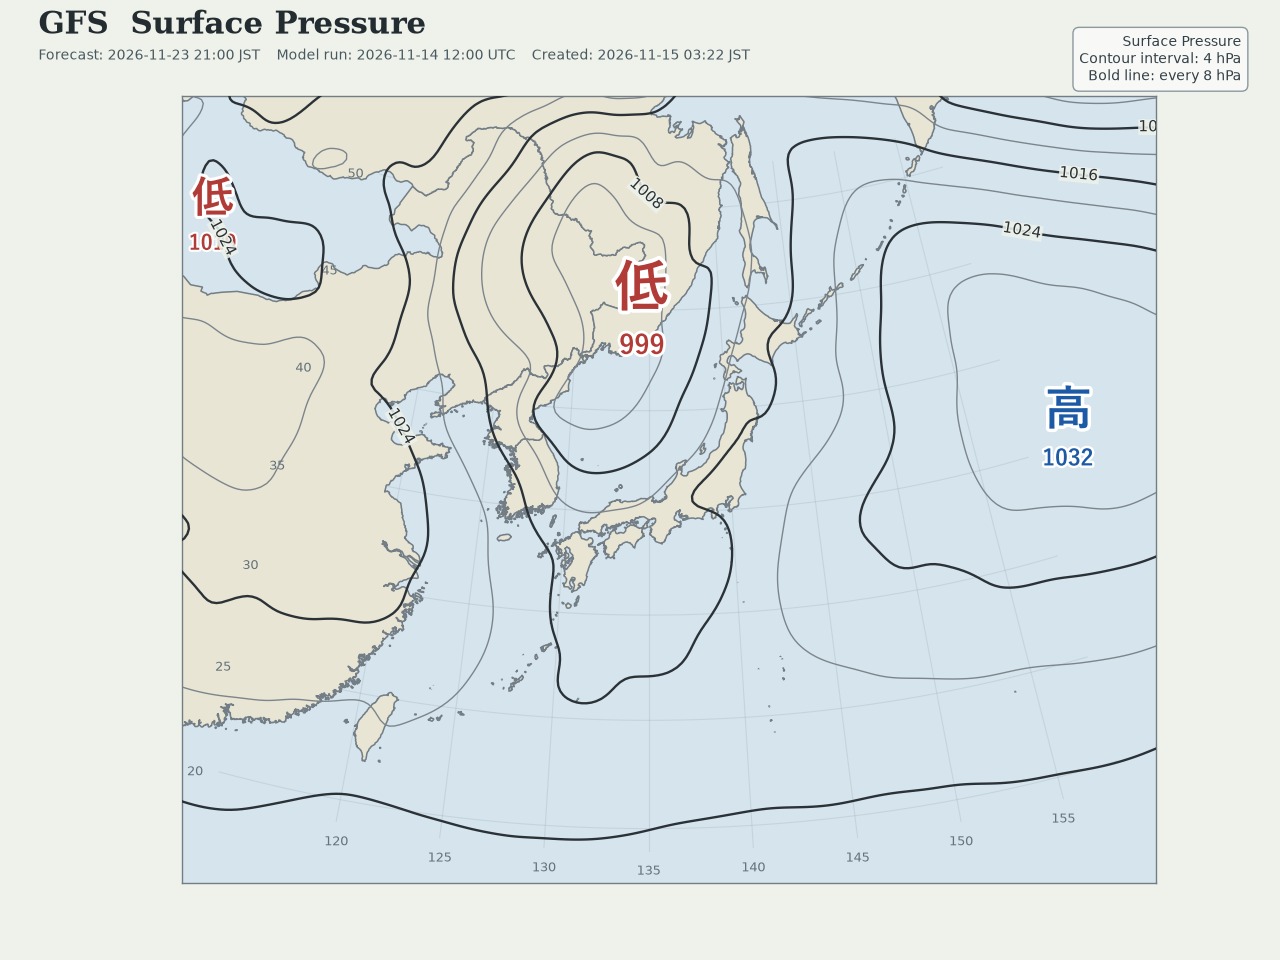 GFS  Surface Pressure
Forecast: 2026-11-23 21:00 JST    Model run: 2026-11-14 12:00 UTC    Created: 2026-11-15 03:22 JST
Surface Pressure
Contour interval: 4 hPa
Bold line: every 8 hPa
10
50
1016
低
1008
1024
1024
45
低
999
40
高
1024
1032
35
30
25
20
155
120
150
125
145
130
140
135